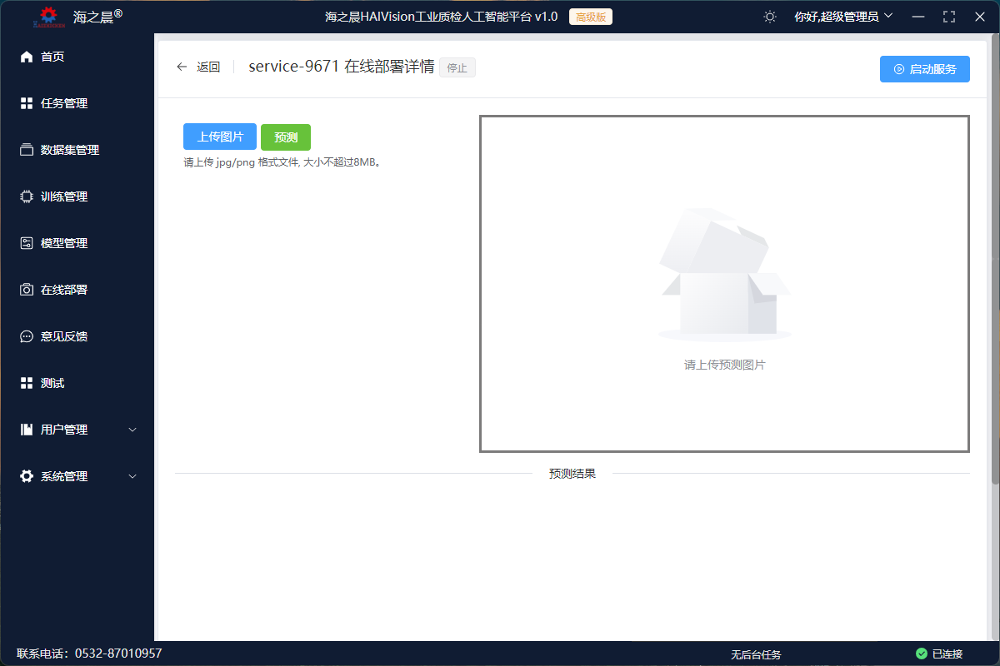 海之晨®
海之晨HAIVision工业质检人工智能平台 v1.0
高级版
你好,超级管理员
首页
任务管理
数据集管理
训练管理
模型管理
在线部署
意见反馈
测试
用户管理
系统管理
返回
service-9671 在线部署详情
停止
启动服务
上传图片
预测
请上传 jpg/png 格式文件, 大小不超过8MB。
请上传预测图片
预测结果
联系电话：0532-87010957
无后台任务
已连接